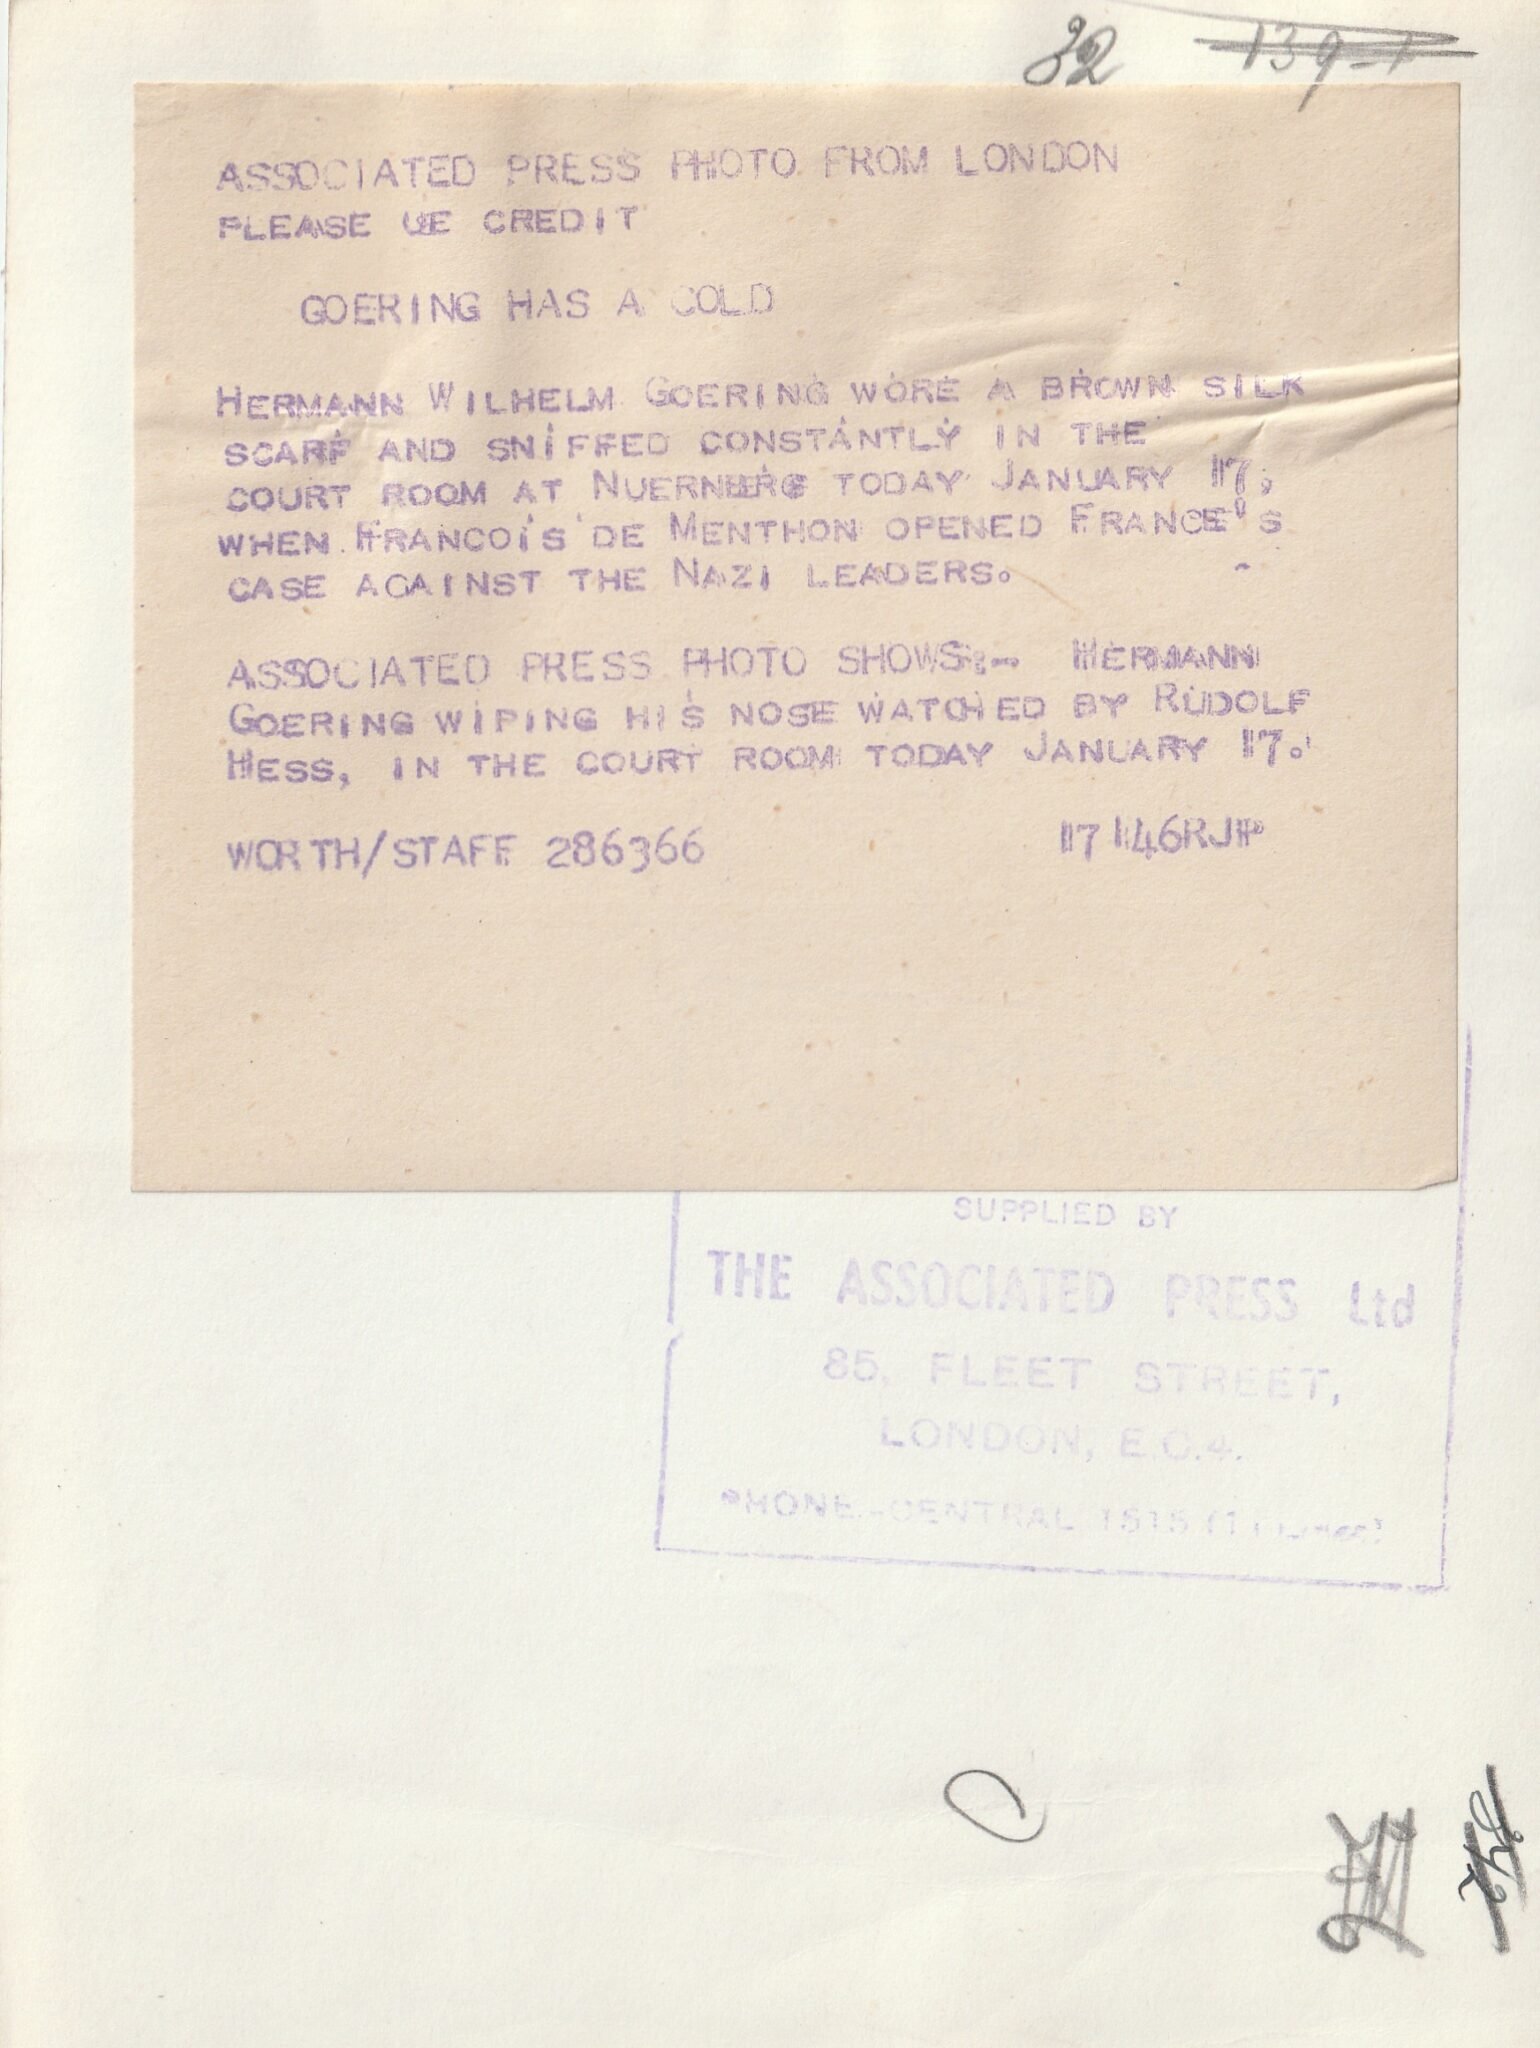 32 139-1
ASSOCIATED PRESS PHOTO FROM LONDON
PLEASE USE CREDIT
GOERING HAS A COLD
HERMANN WILHELM GOERING WORE A BROWN SILK
SCARF AND SNIFFED CONSTANTLY IN THE
COURT ROOM AT NUERNBERG TODAY JANUARY 17,
WHEN FRANCOIS DE MENTHON OPENED FRANCE'S
CASE AGAINST THE NAZI LEADERS.
ASSOCIATED PRESS PHOTO SHOWS:- HERMANN
GOERING WIPING HIS NOSE WATCHED BY RUDOLF
HESS, IN THE COURT ROOM TODAY JANUARY 17.
WORTH/STAFF 286366 17146RJP
SUPPLIED BY
THE ASSOCIATED PRESS Ltd
85, FLEET STREET,
LONDON, E.C.4.
PHONE-CENTRAL 1515